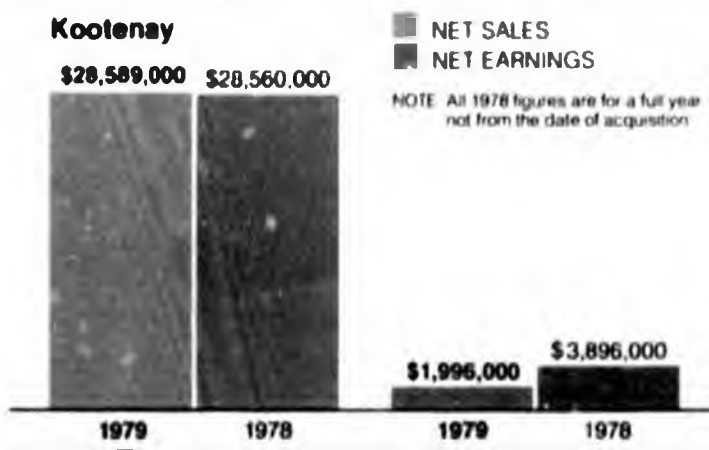 Kootenay
$28,589,000 $28,560,000
NET SALES
NET EARNINGS
NOTE All 1978 figures are for a full year
not from the date of acquisition
$1,996,000 $3,896,000
1979 1978 1979 1978